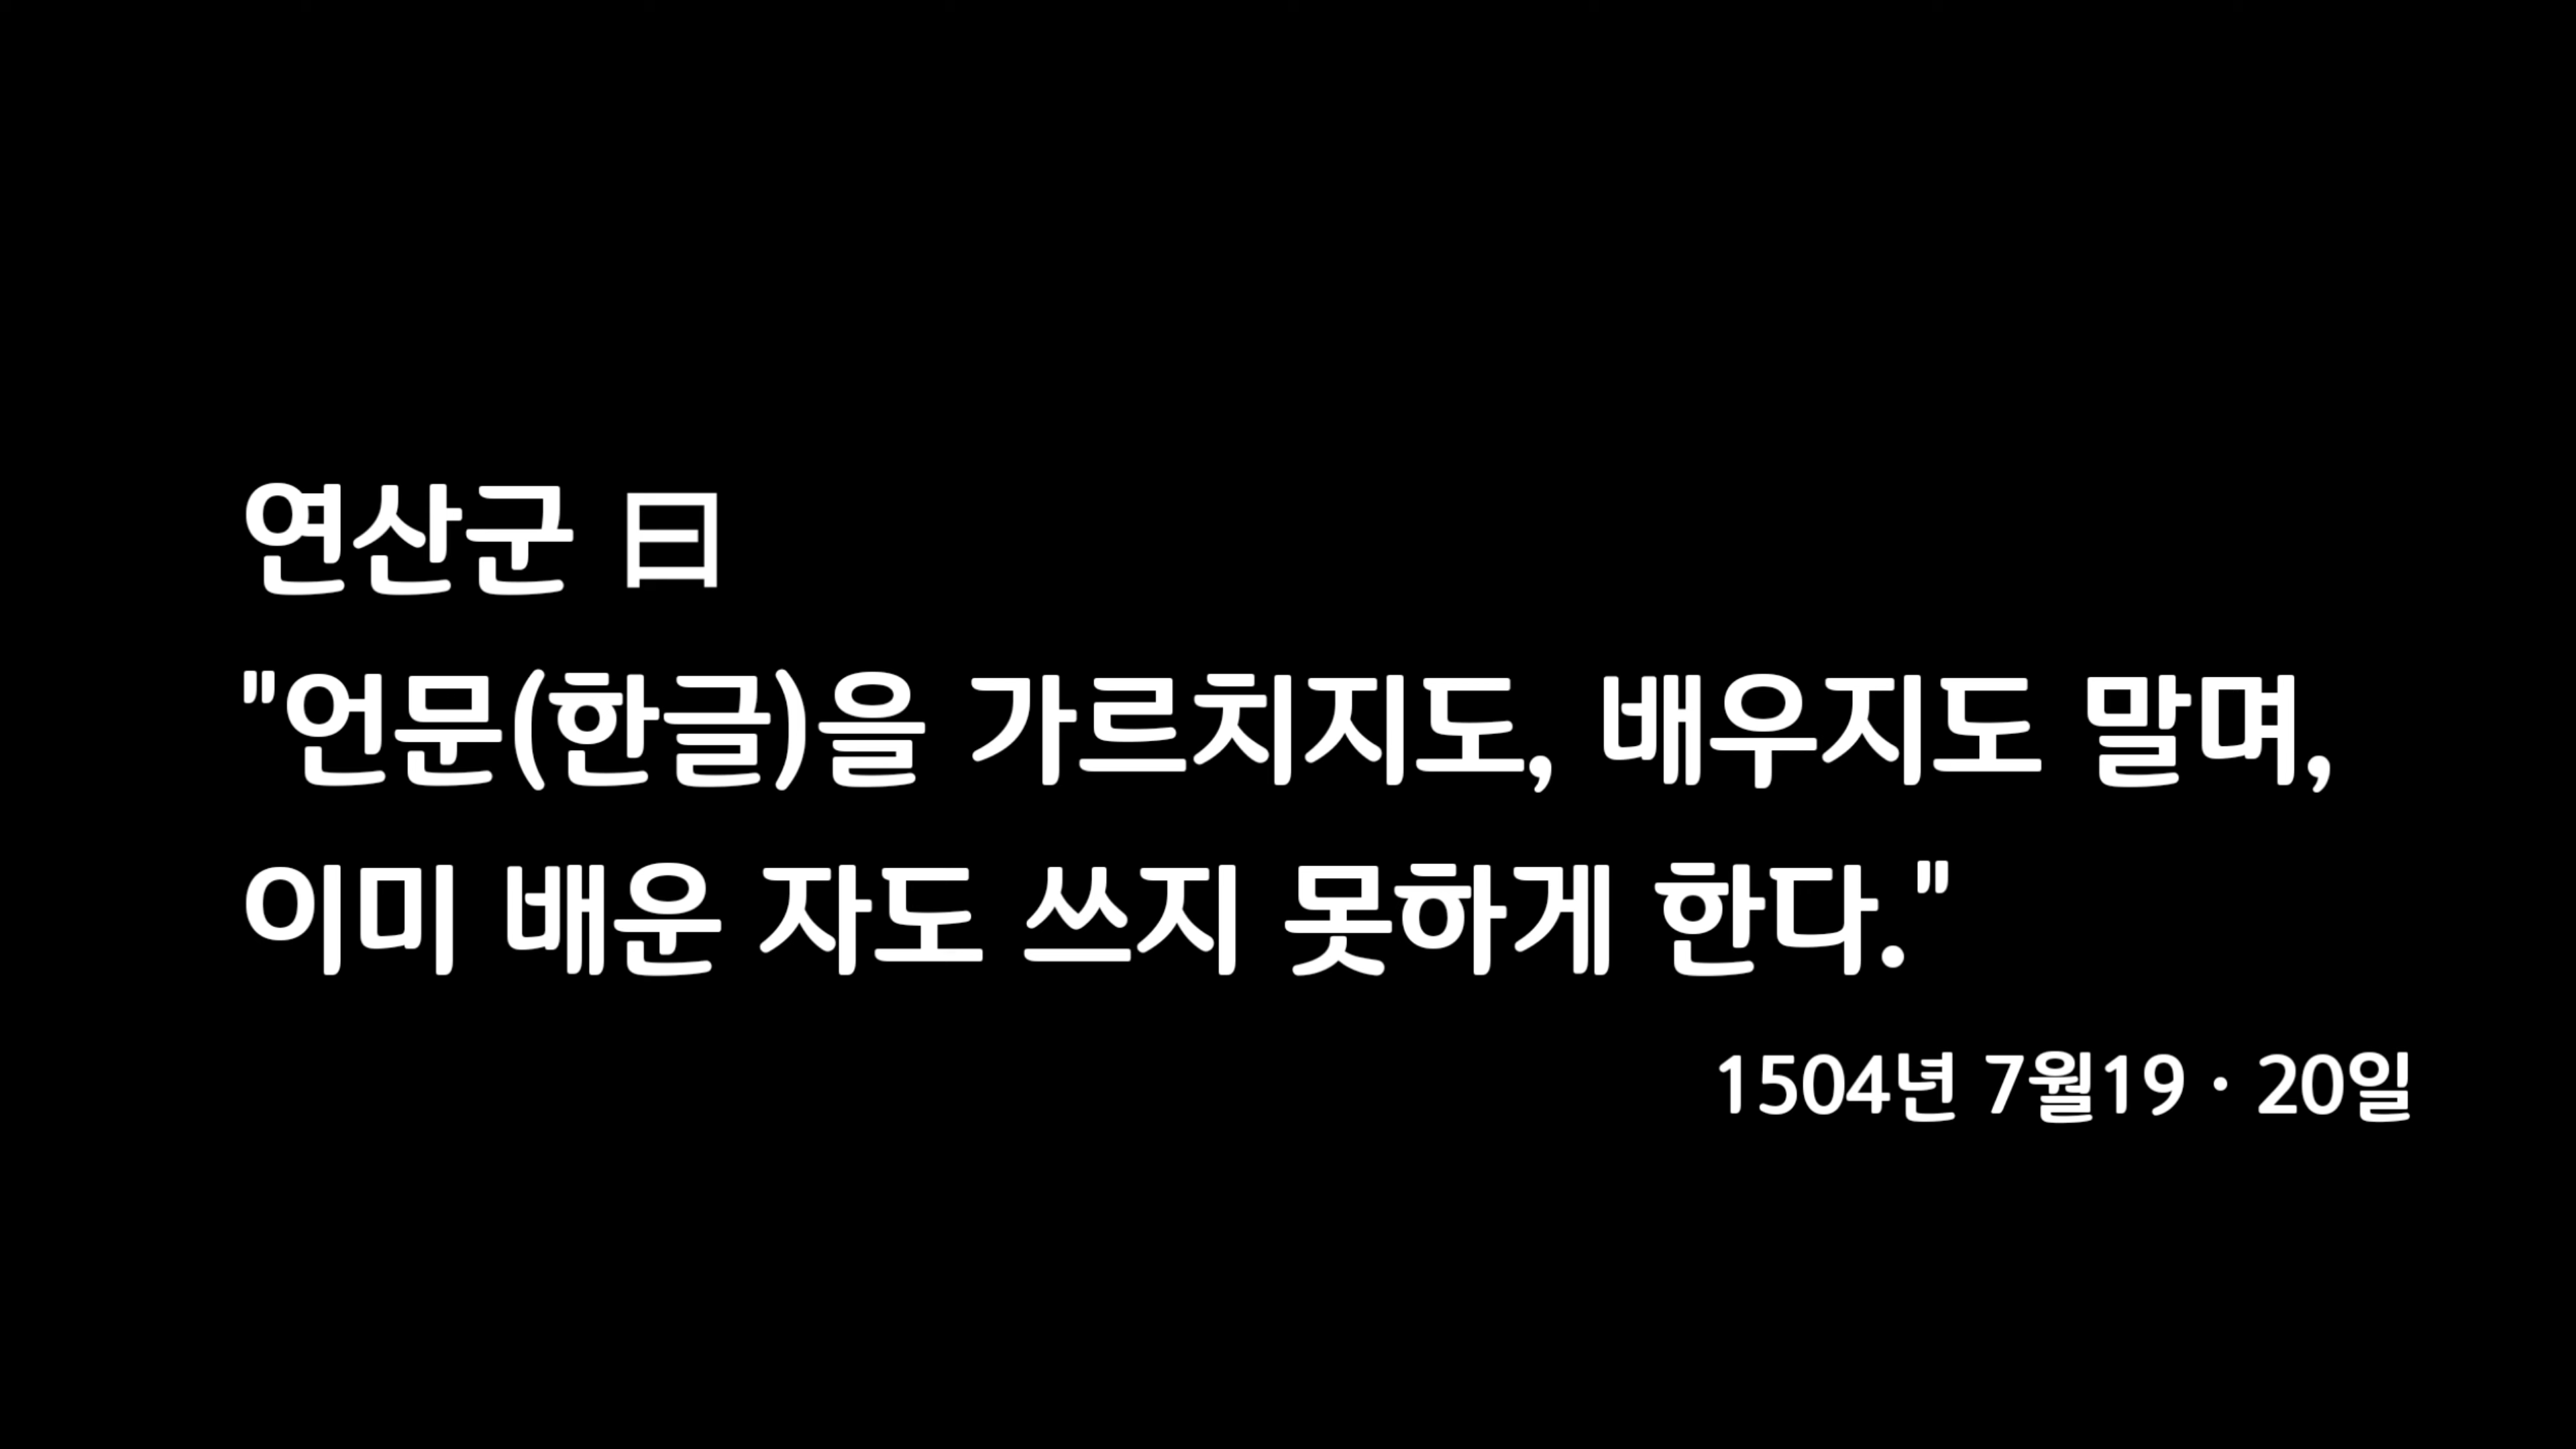 연산군 曰
"언문(한글)을 가르치지도, 배우지도 말며,
이미 배운 자도 쓰지 못하게 한다."
1504년 7월19 · 20일